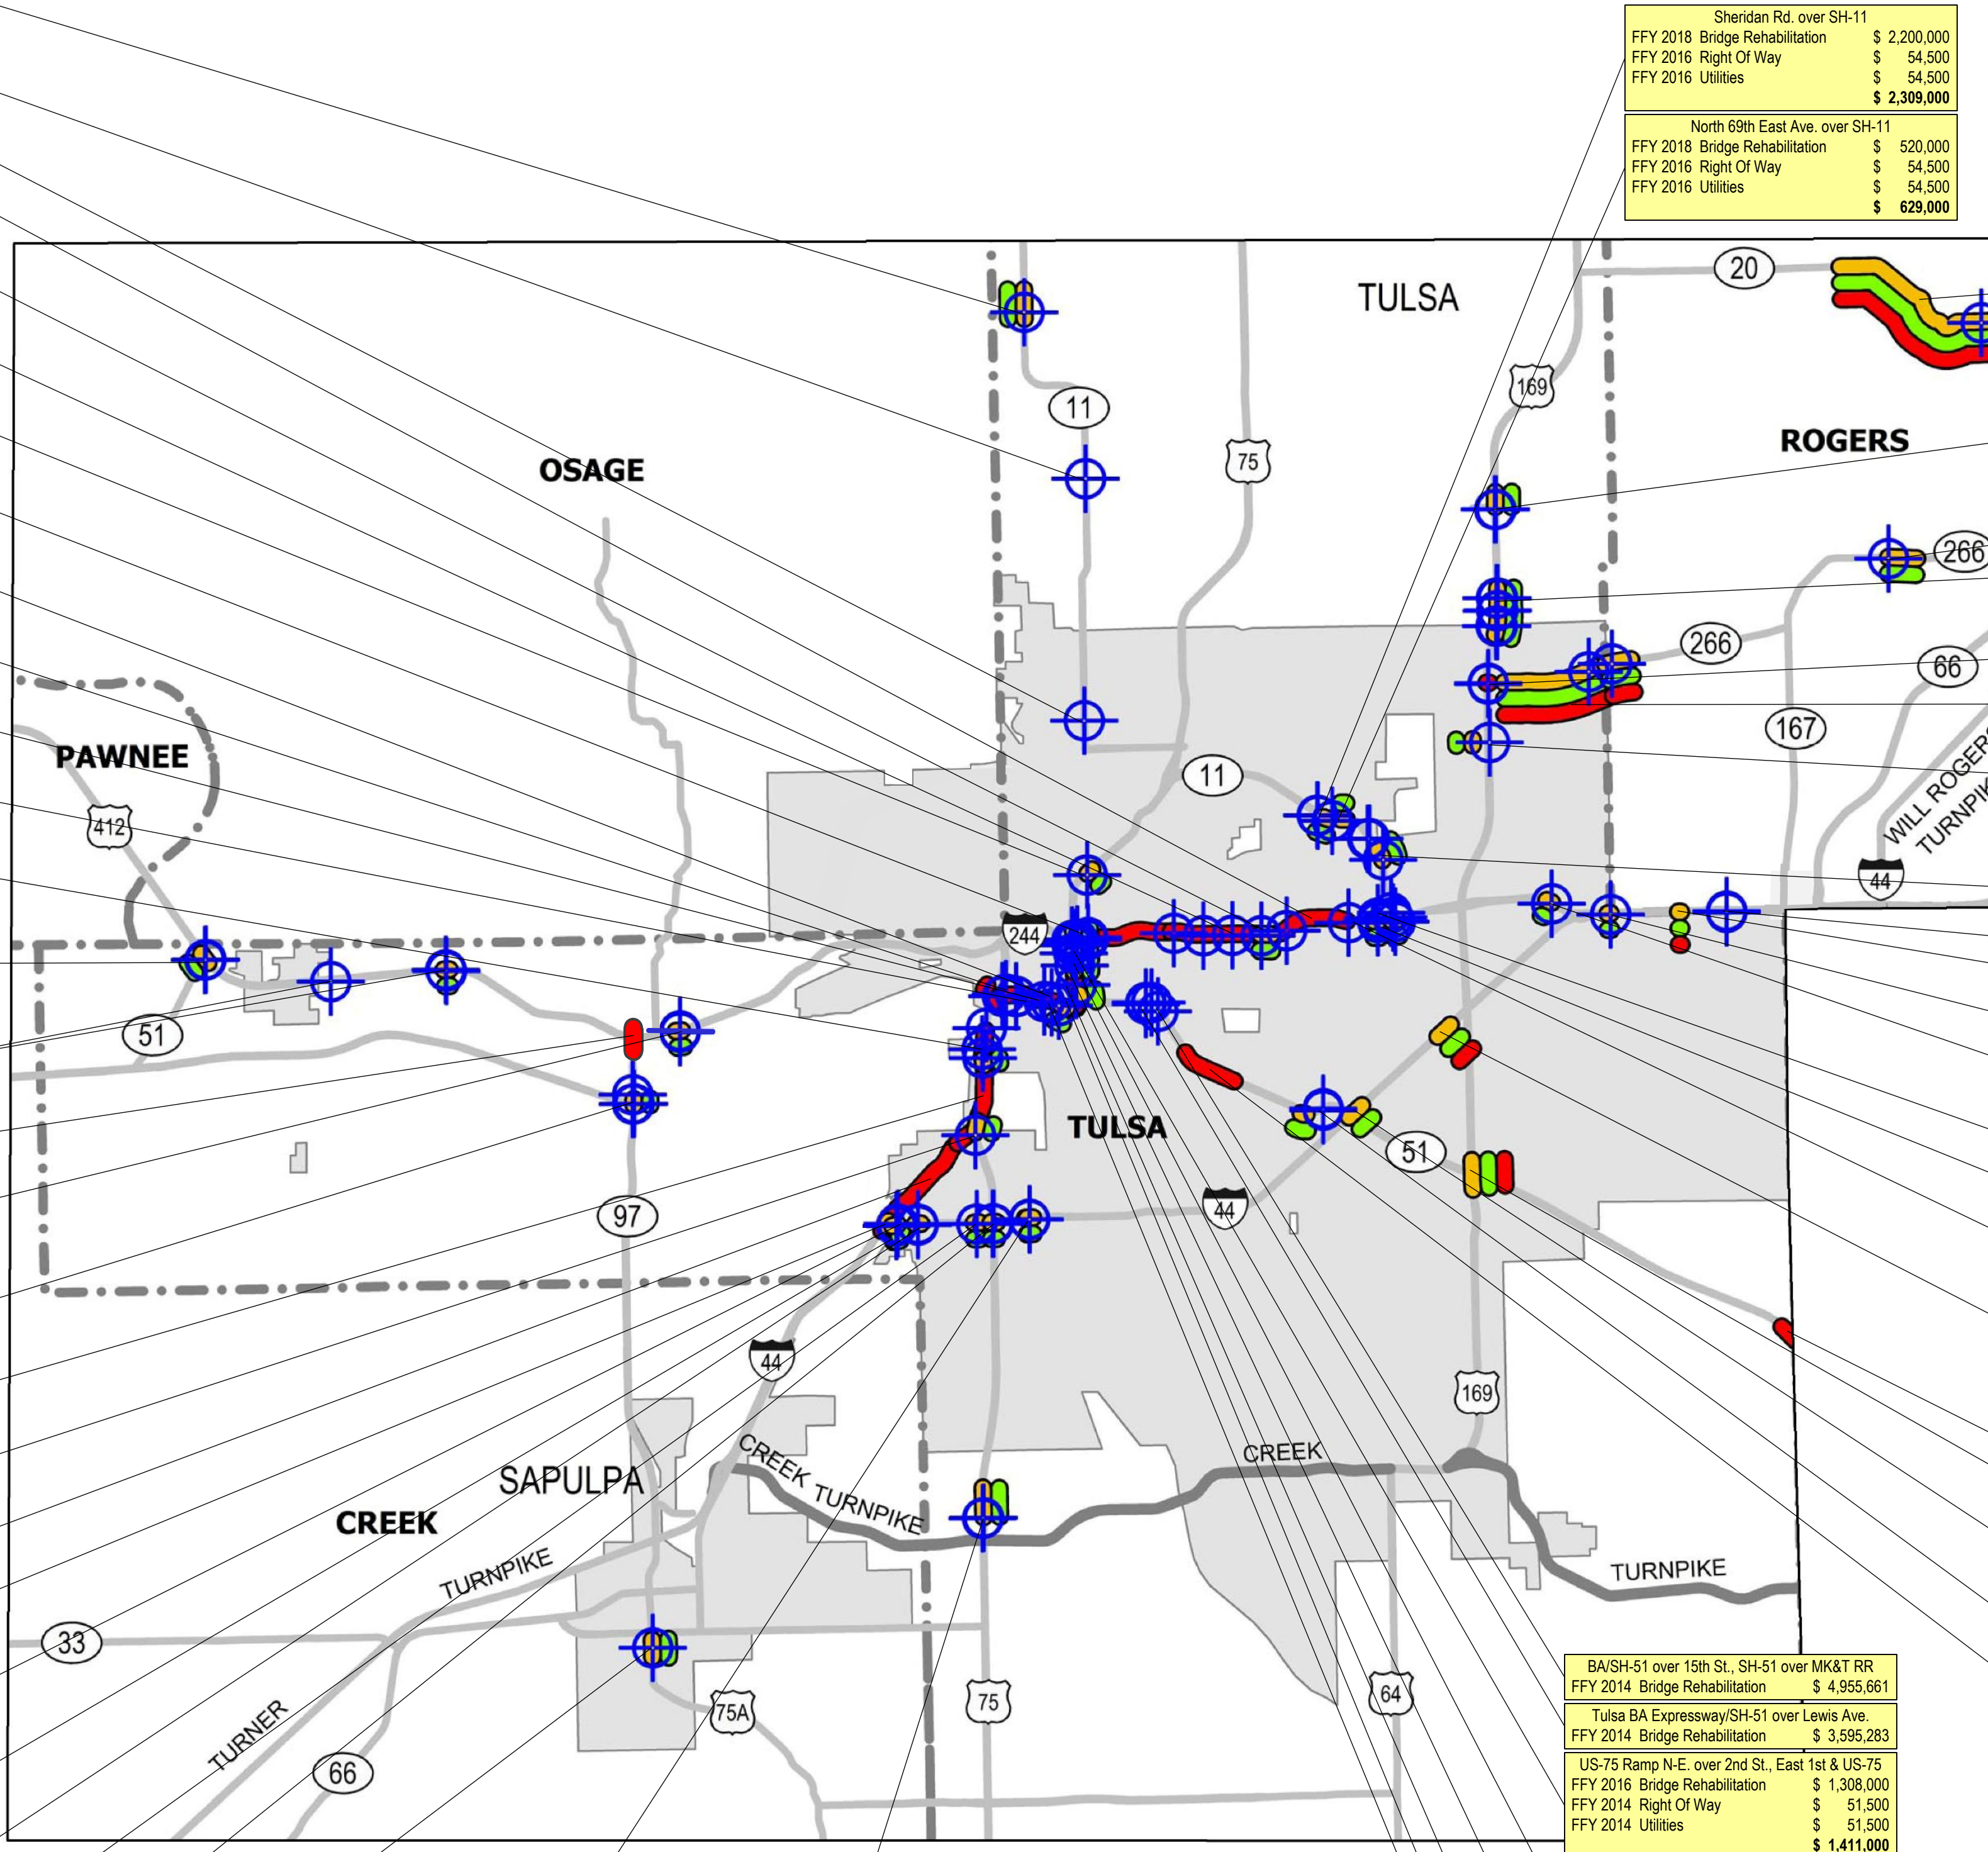 Sheridan Rd. over SH-11
FFY 2018 Bridge Rehabilitation $ 2,200,000
FFY 2016 Right Of Way $ 54,500
FFY 2016 Utilities $ 54,500
$ 2,309,000
North 69th East Ave. over SH-11
FFY 2018 Bridge Rehabilitation $ 520,000
FFY 2016 Right Of Way $ 54,500
FFY 2016 Utilities $ 54,500
$ 629,000
20
TULSA
169
11
ROGERS
75
OSAGE
266
266
66
167
PAWNEE
11
WILL ROGERS
TURNPIKE
412
44
244
51
TULSA
51
97
44
44
169
CREEK
CREEK TURNPIKE
SAPULPA
CREEK
TURNPIKE
TURNPIKE
33
75
64
75A
TURNER
66
BA/SH-51 over 15th St., SH-51 over MK&T RR
FFY 2014 Bridge Rehabilitation $ 4,955,661
Tulsa BA Expressway/SH-51 over Lewis Ave.
FFY 2014 Bridge Rehabilitation $ 3,595,283
US-75 Ramp N-E. over 2nd St., East 1st & US-75
FFY 2016 Bridge Rehabilitation $ 1,308,000
FFY 2014 Right Of Way $ 51,500
FFY 2014 Utilities $ 51,500
$ 1,411,000